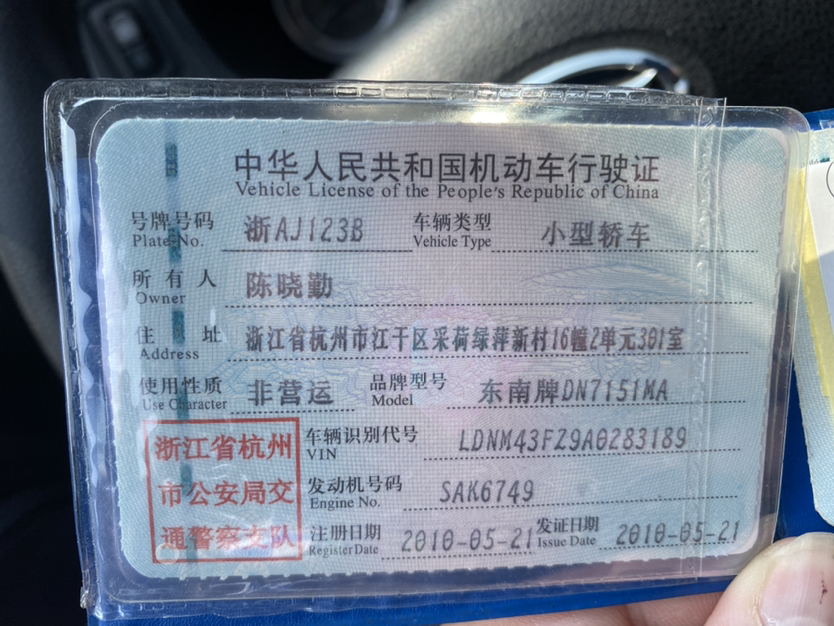 中华人民共和国机动车行驶证
Vehicle License of the People's Republic of China
号牌号码 浙AJ123B 车辆类型 小型轿车
Plate No. Vehicle Type
所有人 陈晓勤
Owner
住址 浙江省杭州市江干区采荷绿萍新村16幢2单元301室
Address
使用性质 非营运 品牌型号 东南牌DN7151MA
Use Character Model
浙江省杭州 车辆识别代号 LDNM43FZ9A0283189
VIN
市公安局交 发动机号码 SAK6749
Engine No.
通警察支队 注册日期 2010-05-21 发证日期 2010-05-21
Register Date Issue Date